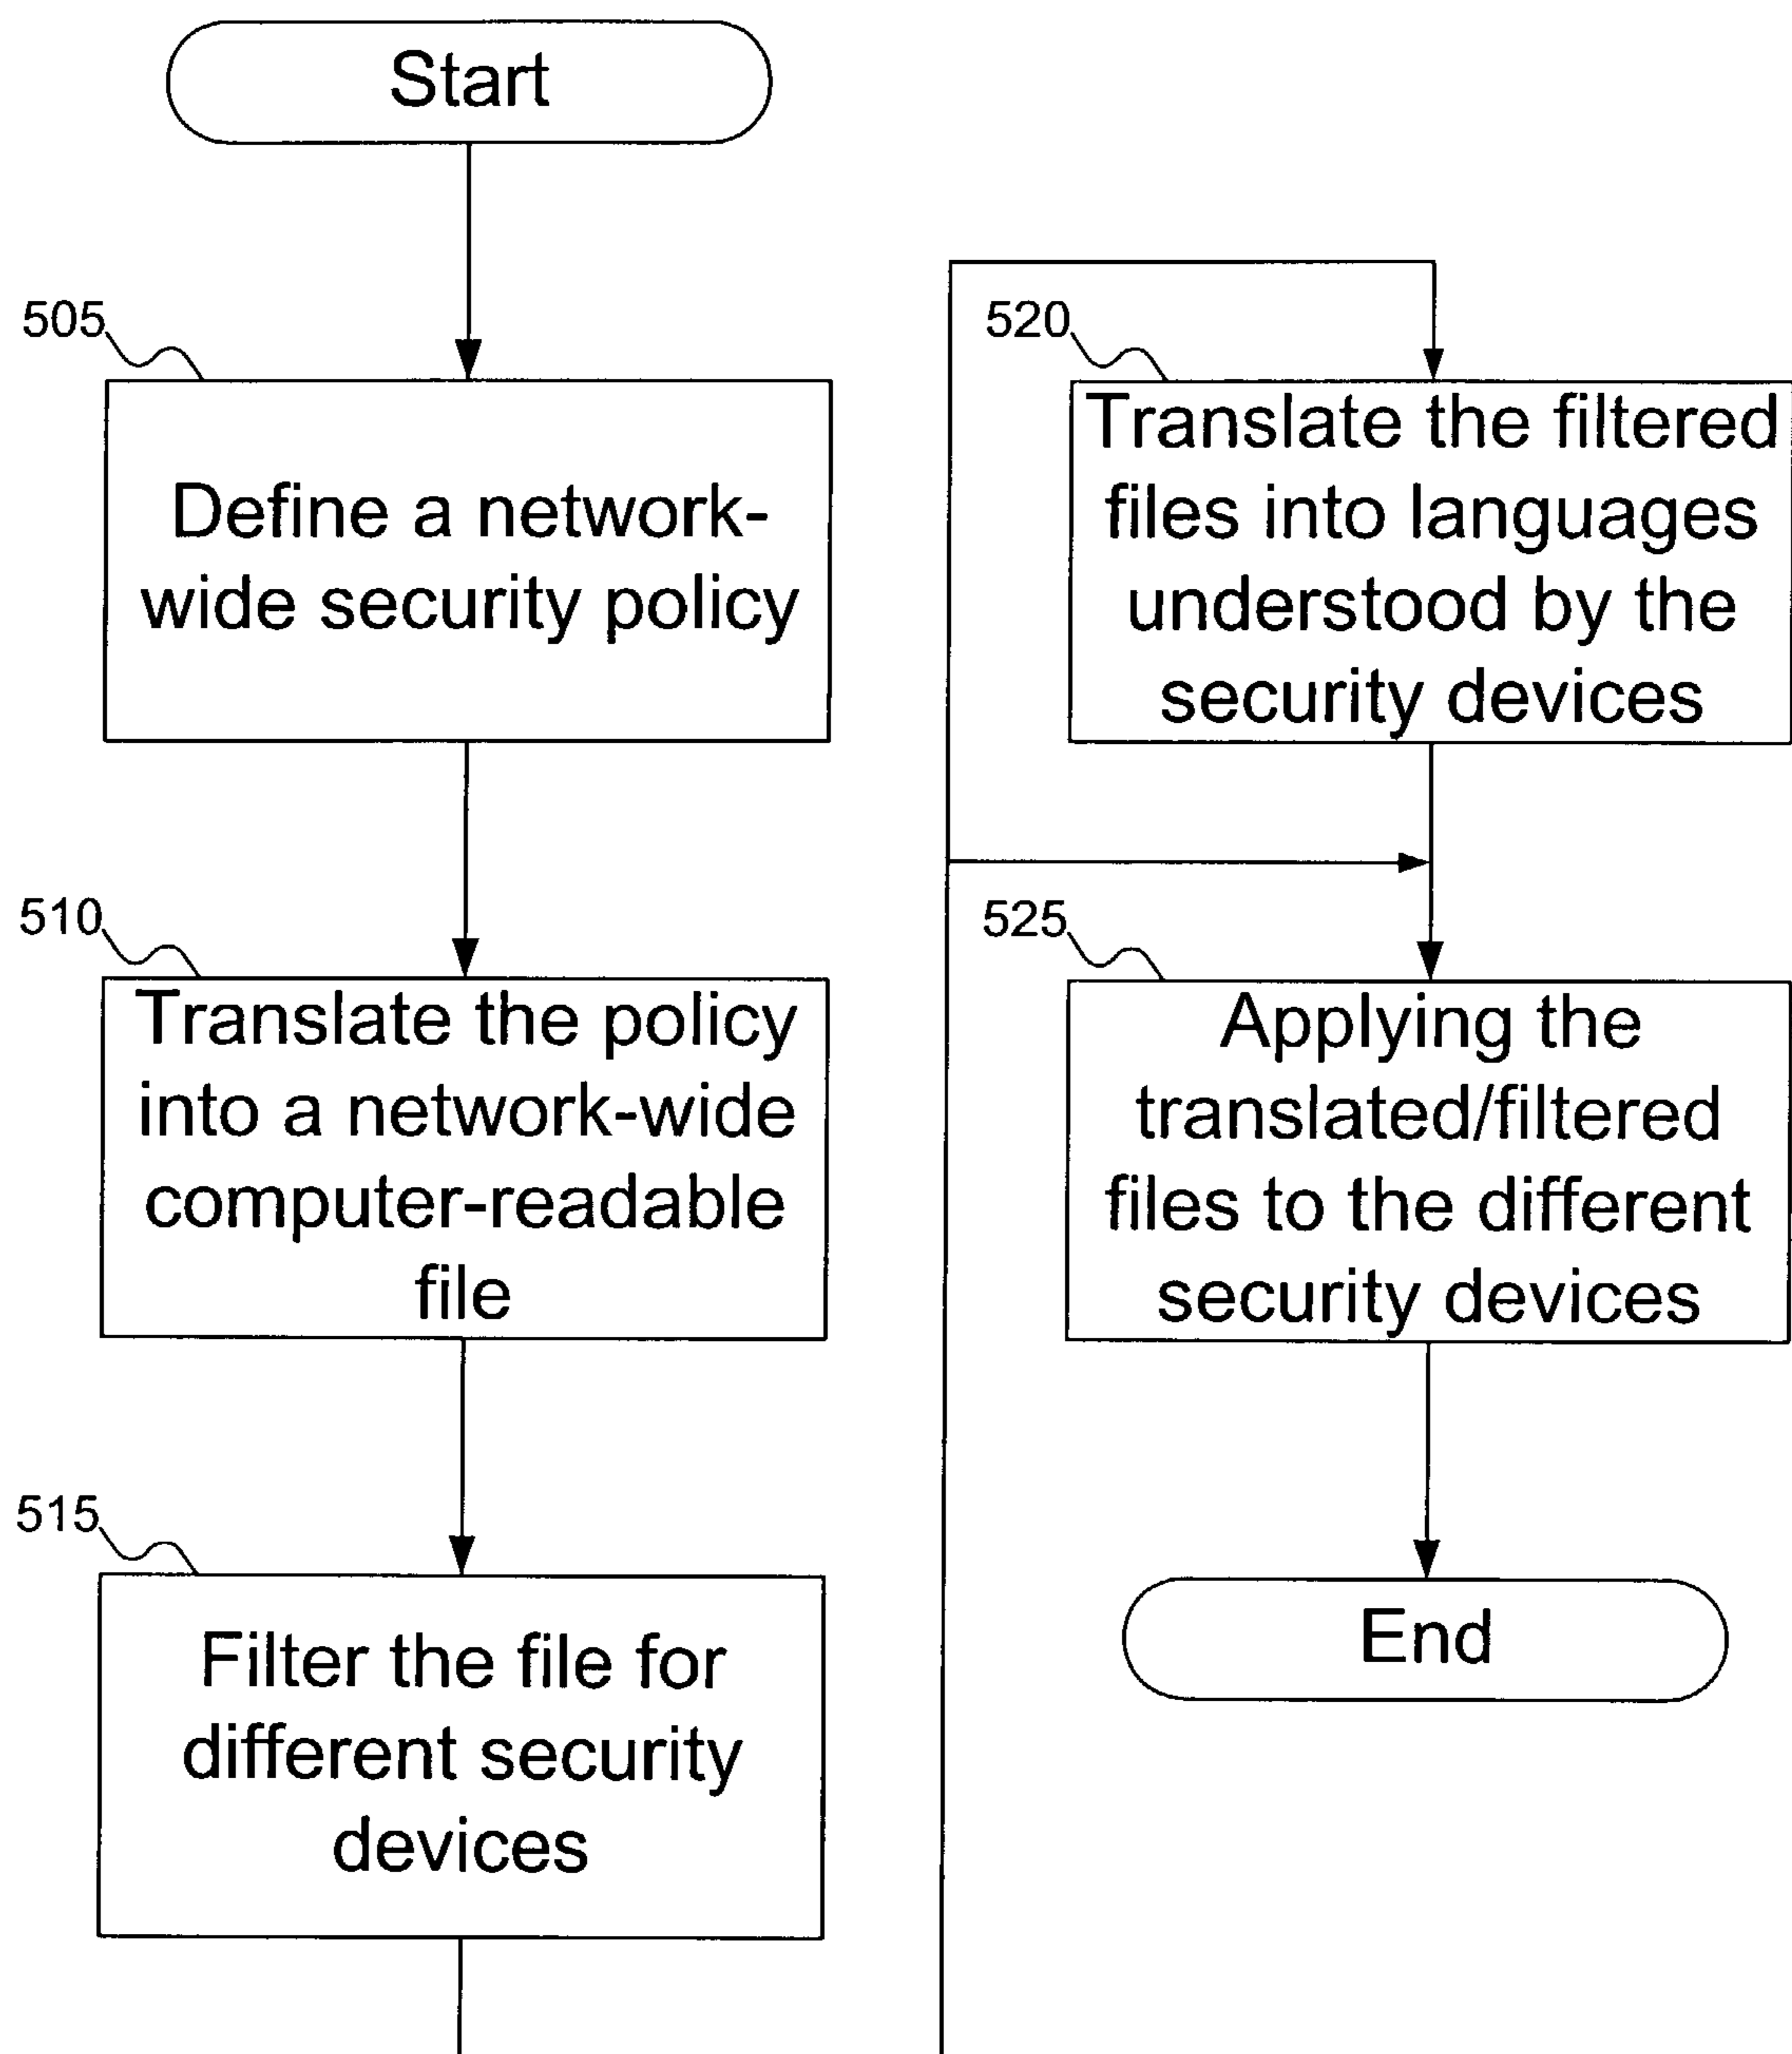 Start
505
Define a network-
wide security policy
510
Translate the policy
into a network-wide
computer-readable
file
515
Filter the file for
different security
devices
520
Translate the filtered
files into languages
understood by the
security devices
525
Applying the
translated/filtered
files to the different
security devices
End